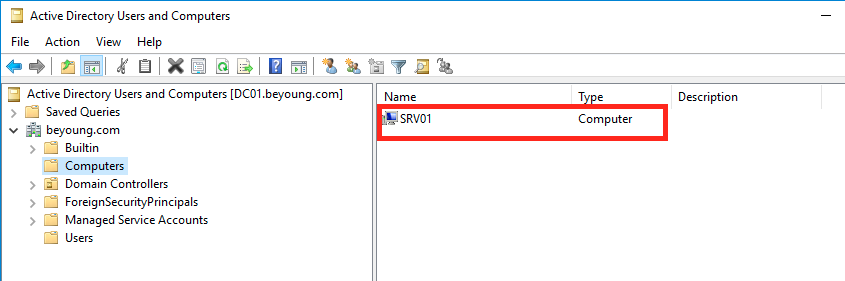 Active Directory Users and Computers
File Action View Help
Active Directory Users and Computers [DC01.beyoung.com]
Saved Queries
beyoung.com
Builtin
Computers
Domain Controllers
ForeignSecurityPrincipals
Managed Service Accounts
Users
Name Type Description
SRV01 Computer